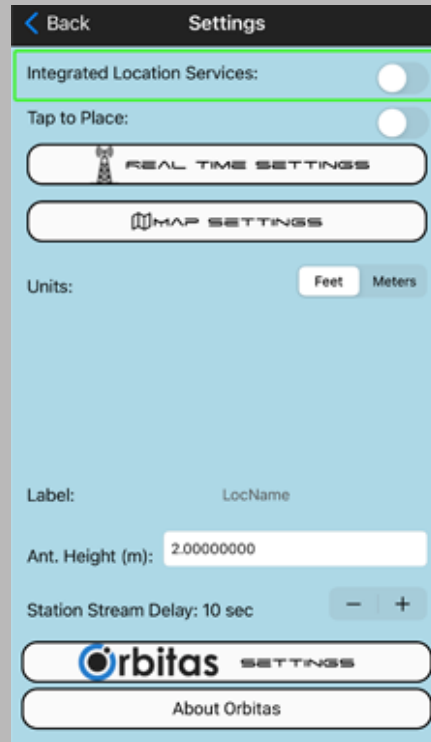 Back Settings
Integrated Location Services:
Tap to Place:
REAL TIME SETTINGS
MAP SETTINGS
Units: Feet Meters
Label: LocName
Ant. Height (m): 2.00000000
Station Stream Delay: 10 sec − +
Orbitas SETTINGS
About Orbitas